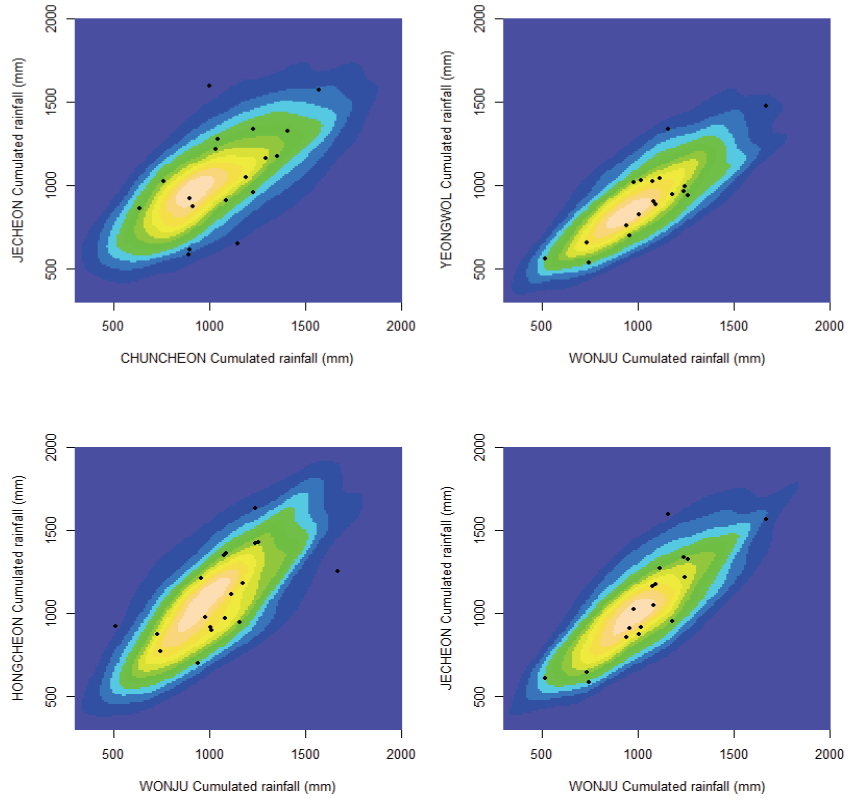 2000
1500
1000
500
JECHEON Cumulated rainfall (mm)
500 1000 1500 2000
CHUNCHEON Cumulated rainfall (mm)
2000
1500
1000
500
YEONGWOL Cumulated rainfall (mm)
500 1000 1500 2000
WONJU Cumulated rainfall (mm)
2000
1500
1000
500
HONGCHEON Cumulated rainfall (mm)
500 1000 1500 2000
WONJU Cumulated rainfall (mm)
2000
1500
1000
500
JECHEON Cumulated rainfall (mm)
500 1000 1500 2000
WONJU Cumulated rainfall (mm)